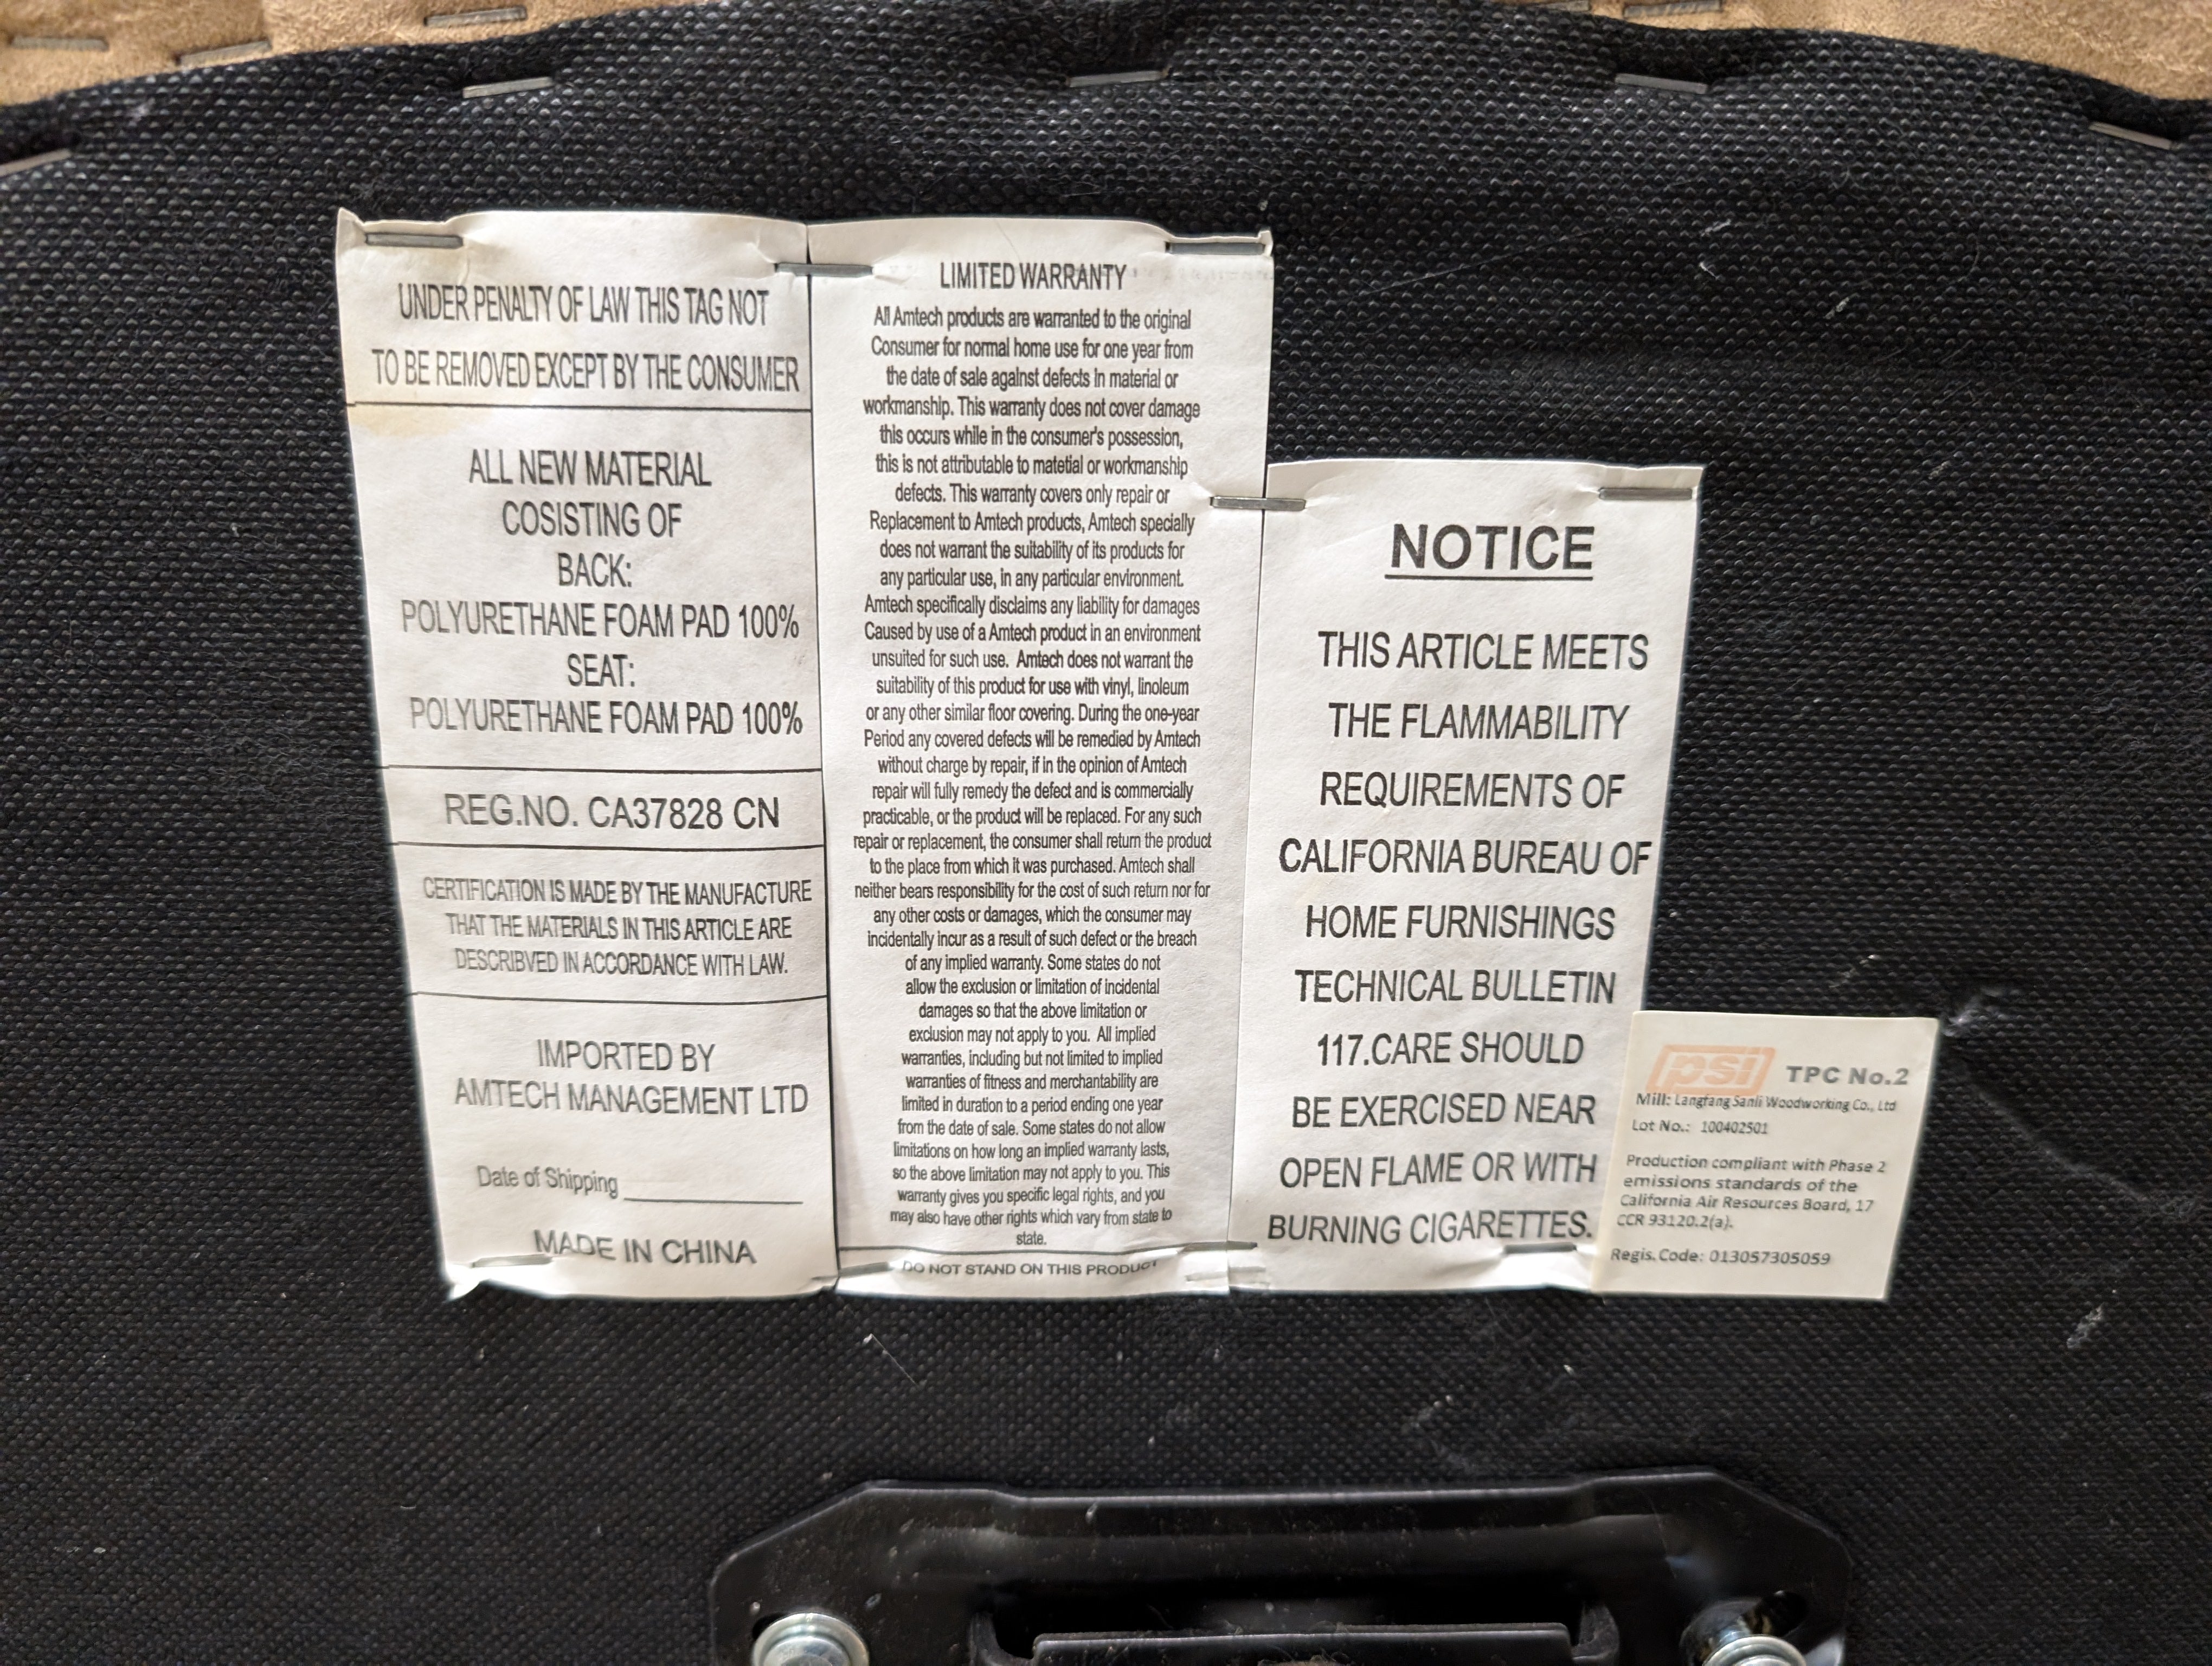 UNDER PENALTY OF LAW THIS TAG NOT
TO BE REMOVED EXCEPT BY THE CONSUMER
ALL NEW MATERIAL
COSISTING OF
BACK:
POLYURETHANE FOAM PAD 100%
SEAT:
POLYURETHANE FOAM PAD 100%
REG.NO. CA37828 CN
CERTIFICATION IS MADE BY THE MANUFACTURE
THAT THE MATERIALS IN THIS ARTICLE ARE
DESCRIBVED IN ACCORDANCE WITH LAW.
IMPORTED BY
AMTECH MANAGEMENT LTD
Date of Shipping
MADE IN CHINA
LIMITED WARRANTY
All Amtech products are warranted to the original
Consumer for normal home use for one year from
the date of sale against defects in material or
workmanship. This warranty does not cover damage
this occurs while in the consumer's possession,
this is not attributable to matetial or workmanship
defects. This warranty covers only repair or
Replacement to Amtech products, Amtech specially
does not warrant the suitability of its products for
any particular use, in any particular environment.
Amtech specifically disclaims any liability for damages
Caused by use of a Amtech product in an environment
unsuited for such use. Amtech does not warrant the
suitability of this product for use with vinyl, linoleum
or any other similar floor covering. During the one-year
Period any covered defects will be remedied by Amtech
without charge by repair, if in the opinion of Amtech
repair will fully remedy the defect and is commercially
practicable, or the product will be replaced. For any such
repair or replacement, the consumer shall return the product
to the place from which it was purchased. Amtech shall
neither bears responsibility for the cost of such return nor for
any other costs or damages, which the consumer may
incidentally incur as a result of such defect or the breach
of any implied warranty. Some states do not
allow the exclusion or limitation of incidental
damages so that the above limitation or
exclusion may not apply to you. All implied
warranties, including but not limited to implied
warranties of fitness and merchantability are
limited in duration to a period ending one year
from the date of sale. Some states do not allow
limitations on how long an implied warranty lasts,
so the above limitation may not apply to you. This
warranty gives you specific legal rights, and you
may also have other rights which vary from state to
state.
DO NOT STAND ON THIS PRODUCT
NOTICE
THIS ARTICLE MEETS
THE FLAMMABILITY
REQUIREMENTS OF
CALIFORNIA BUREAU OF
HOME FURNISHINGS
TECHNICAL BULLETIN
117.CARE SHOULD
BE EXERCISED NEAR
OPEN FLAME OR WITH
BURNING CIGARETTES.
psi TPC No.2
Mill: Langfang Sanli Woodworking Co., Ltd
Lot No.: 100402501
Production compliant with Phase 2
emissions standards of the
California Air Resources Board, 17
CCR 93120.2(a).
Regis. Code: 013057305059